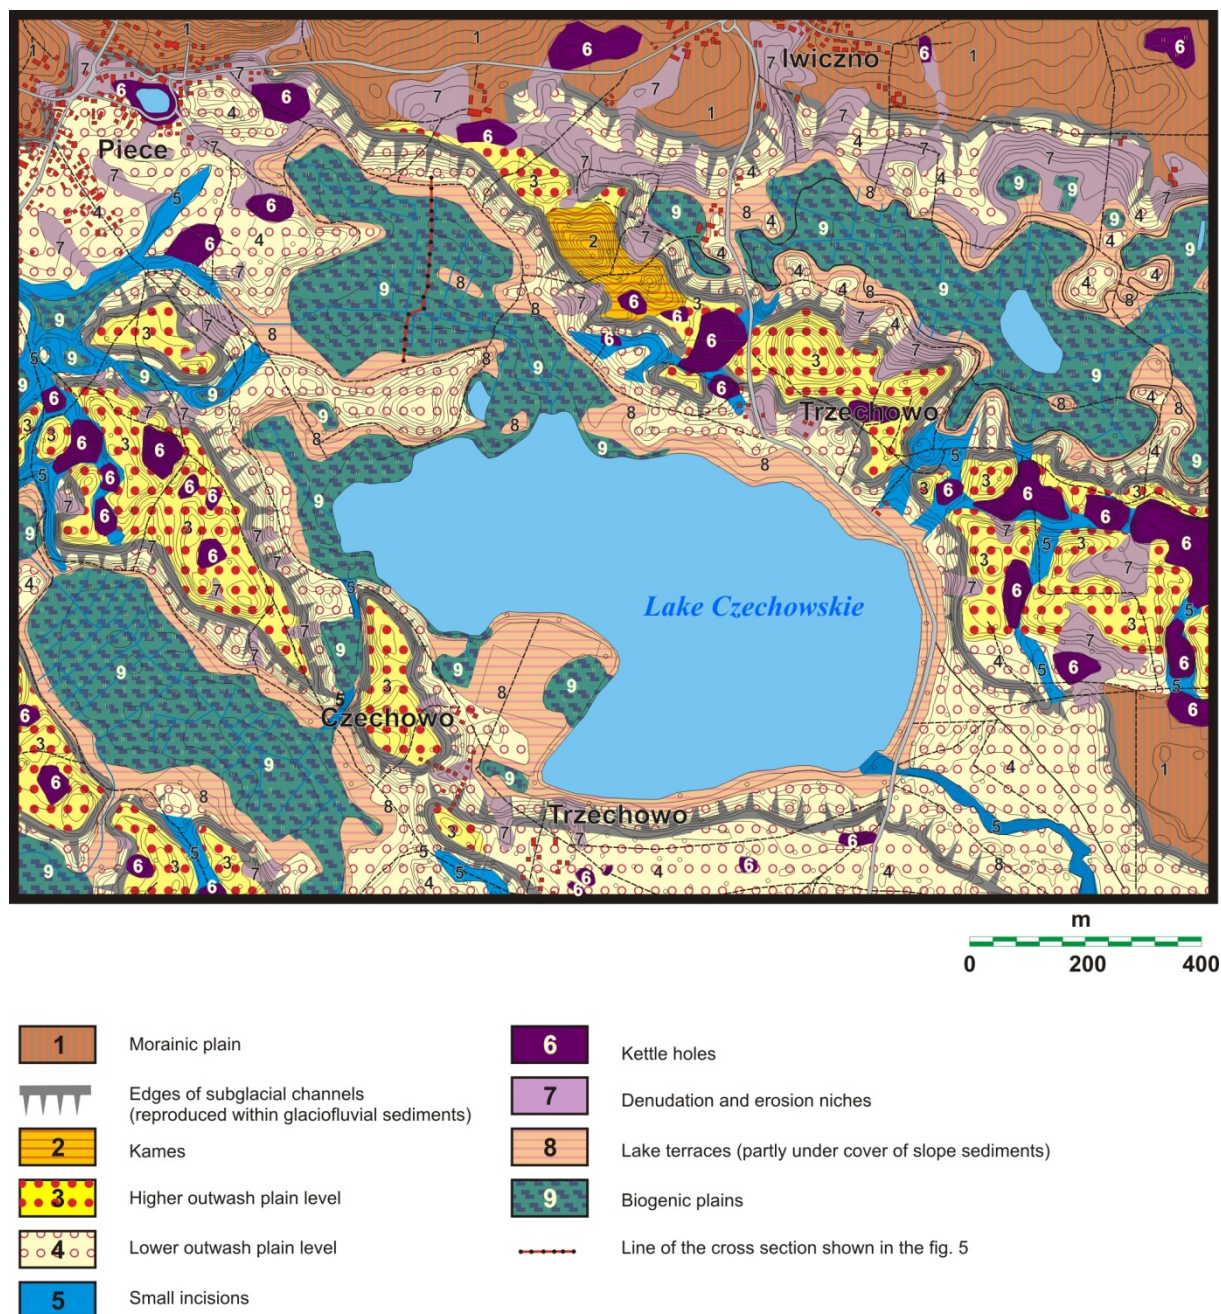 Iwiczno
Piece
Trzechowo
Lake Czechowskie
Czechowo
Trzechowo
m
0 200 400
1 Morainic plain
Edges of subglacial channels
(reproduced within glaciofluvial sediments)
2 Kames
3 Higher outwash plain level
4 Lower outwash plain level
5 Small incisions
6 Kettle holes
7 Denudation and erosion niches
8 Lake terraces (partly under cover of slope sediments)
9 Biogenic plains
Line of the cross section shown in the fig. 5